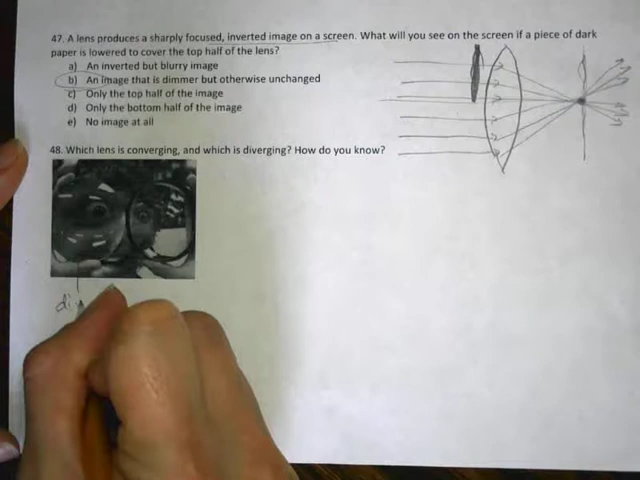 47. A lens produces a sharply focused, inverted image on a screen. What will you see on the screen if a piece of dark
paper is lowered to cover the top half of the lens?
a) An inverted but blurry image
b) An image that is dimmer but otherwise unchanged
c) Only the top half of the image
d) Only the bottom half of the image
e) No image at all
48. Which lens is converging, and which is diverging? How do you know?
di